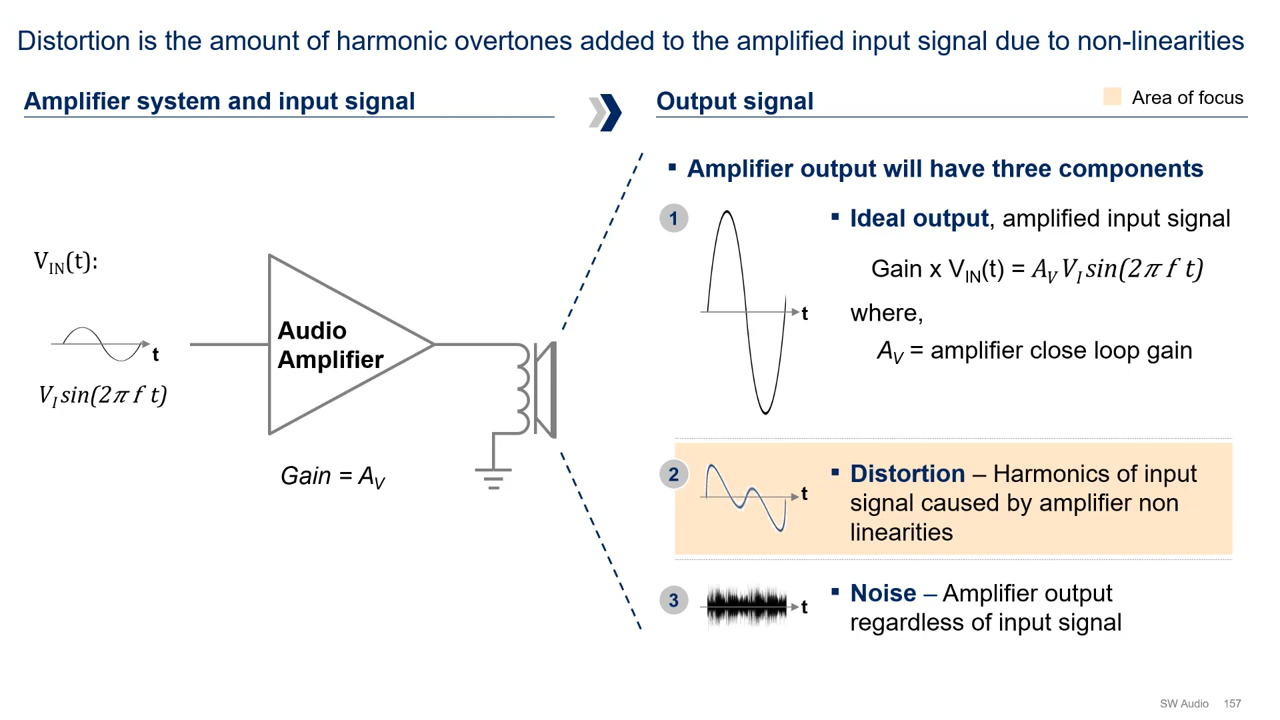 Distortion is the amount of harmonic overtones added to the amplified input signal due to non-linearities
Amplifier system and input signal
V_IN(t):
t
V_I sin(2π f t)
Audio
Amplifier
Gain = A_V
Output signal
Area of focus
▪ Amplifier output will have three components
1
t
▪ Ideal output, amplified input signal
Gain x V_IN(t) = A_V V_I sin(2π f t)
where,
A_V = amplifier close loop gain
2
t
▪ Distortion – Harmonics of input
signal caused by amplifier non
linearities
3
t
▪ Noise – Amplifier output
regardless of input signal
SW Audio 157